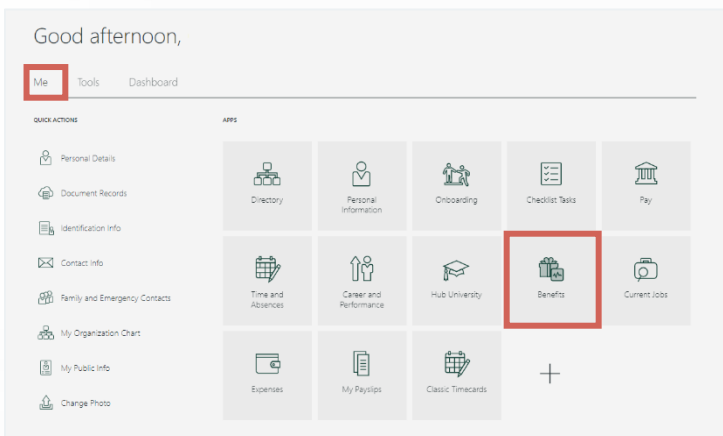 Good afternoon,
Me Tools Dashboard
QUICK ACTIONS
Personal Details
Document Records
Identification Info
Contact Info
Family and Emergency Contacts
My Organization Chart
My Public Info
Change Photo
APPS
Directory
Personal
Information
Onboarding
Checklist Tasks
Pay
Time and
Absences
Career and
Performance
Hub University
Benefits
Current Jobs
Expenses
My Payslips
Classic Timecards